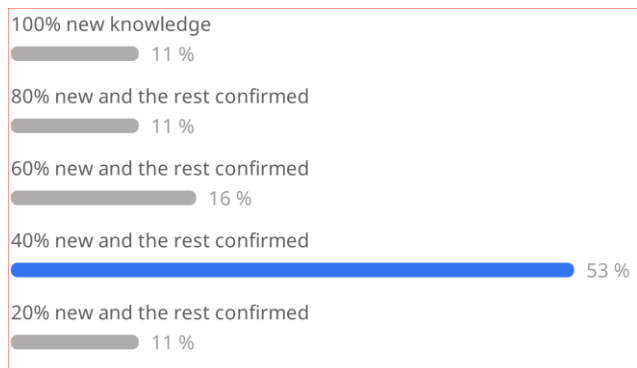 100% new knowledge
11 %
80% new and the rest confirmed
11 %
60% new and the rest confirmed
16 %
40% new and the rest confirmed
53 %
20% new and the rest confirmed
11 %